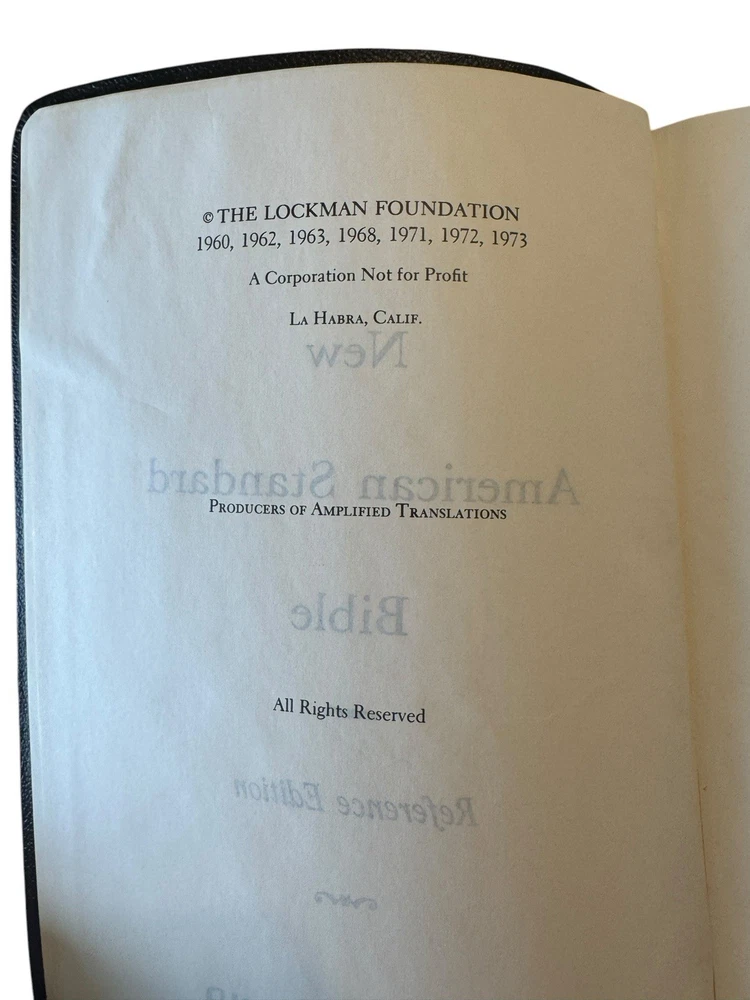 © THE LOCKMAN FOUNDATION
1960, 1962, 1963, 1968, 1971, 1972, 1973
A Corporation Not for Profit
LA HABRA, CALIF.
New
American Standard
PRODUCERS OF AMPLIFIED TRANSLATIONS
Bible
All Rights Reserved
Reference Edition